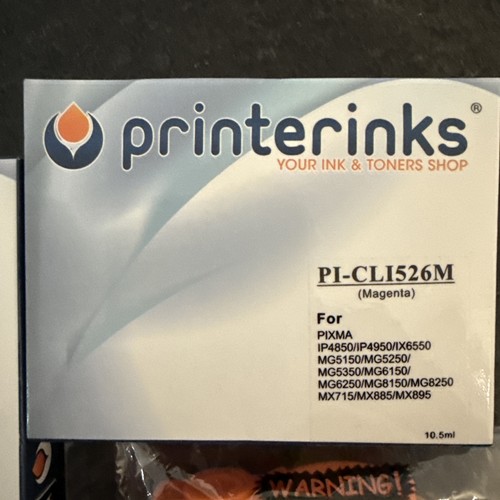 printerinks®
YOUR INK & TONERS SHOP
PI-CLI526M
(Magenta)
For
PIXMA
IP4850/IP4950/IX6550
MG5150/MG5250/
MG5350/MG6150/
MG6250/MG8150/MG8250
MX715/MX885/MX895
10.5ml
WARNING!